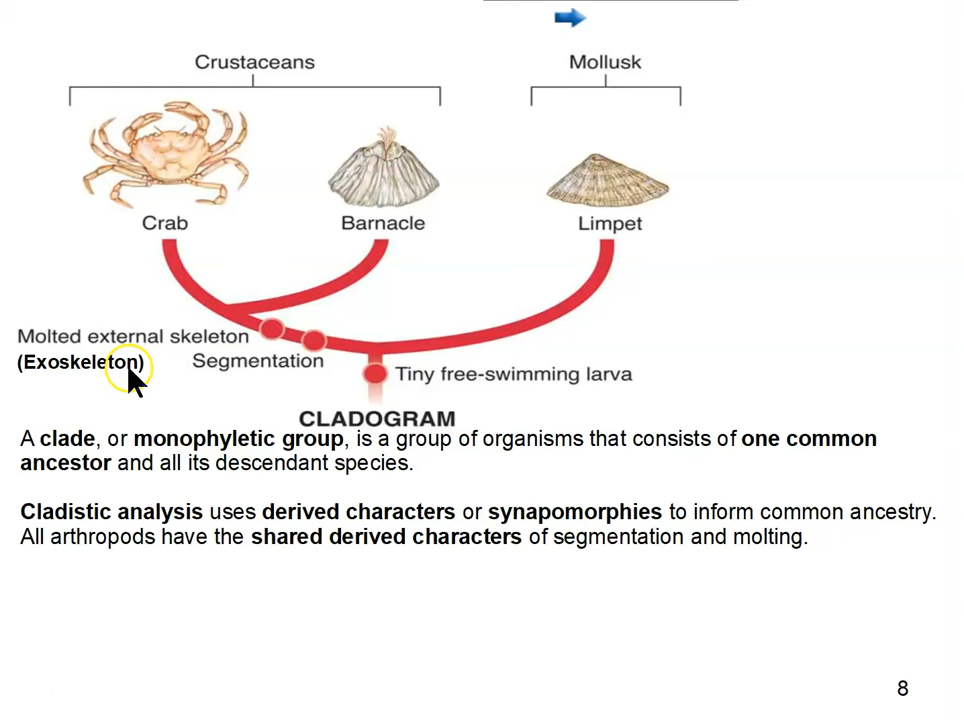 Crustaceans
Mollusk
Crab
Barnacle
Limpet
Molted external skeleton
(Exoskeleton)
Segmentation
Tiny free-swimming larva
CLADOGRAM
A clade, or monophyletic group, is a group of organisms that consists of one common
ancestor and all its descendant species.
Cladistic analysis uses derived characters or synapomorphies to inform common ancestry.
All arthropods have the shared derived characters of segmentation and molting.
8